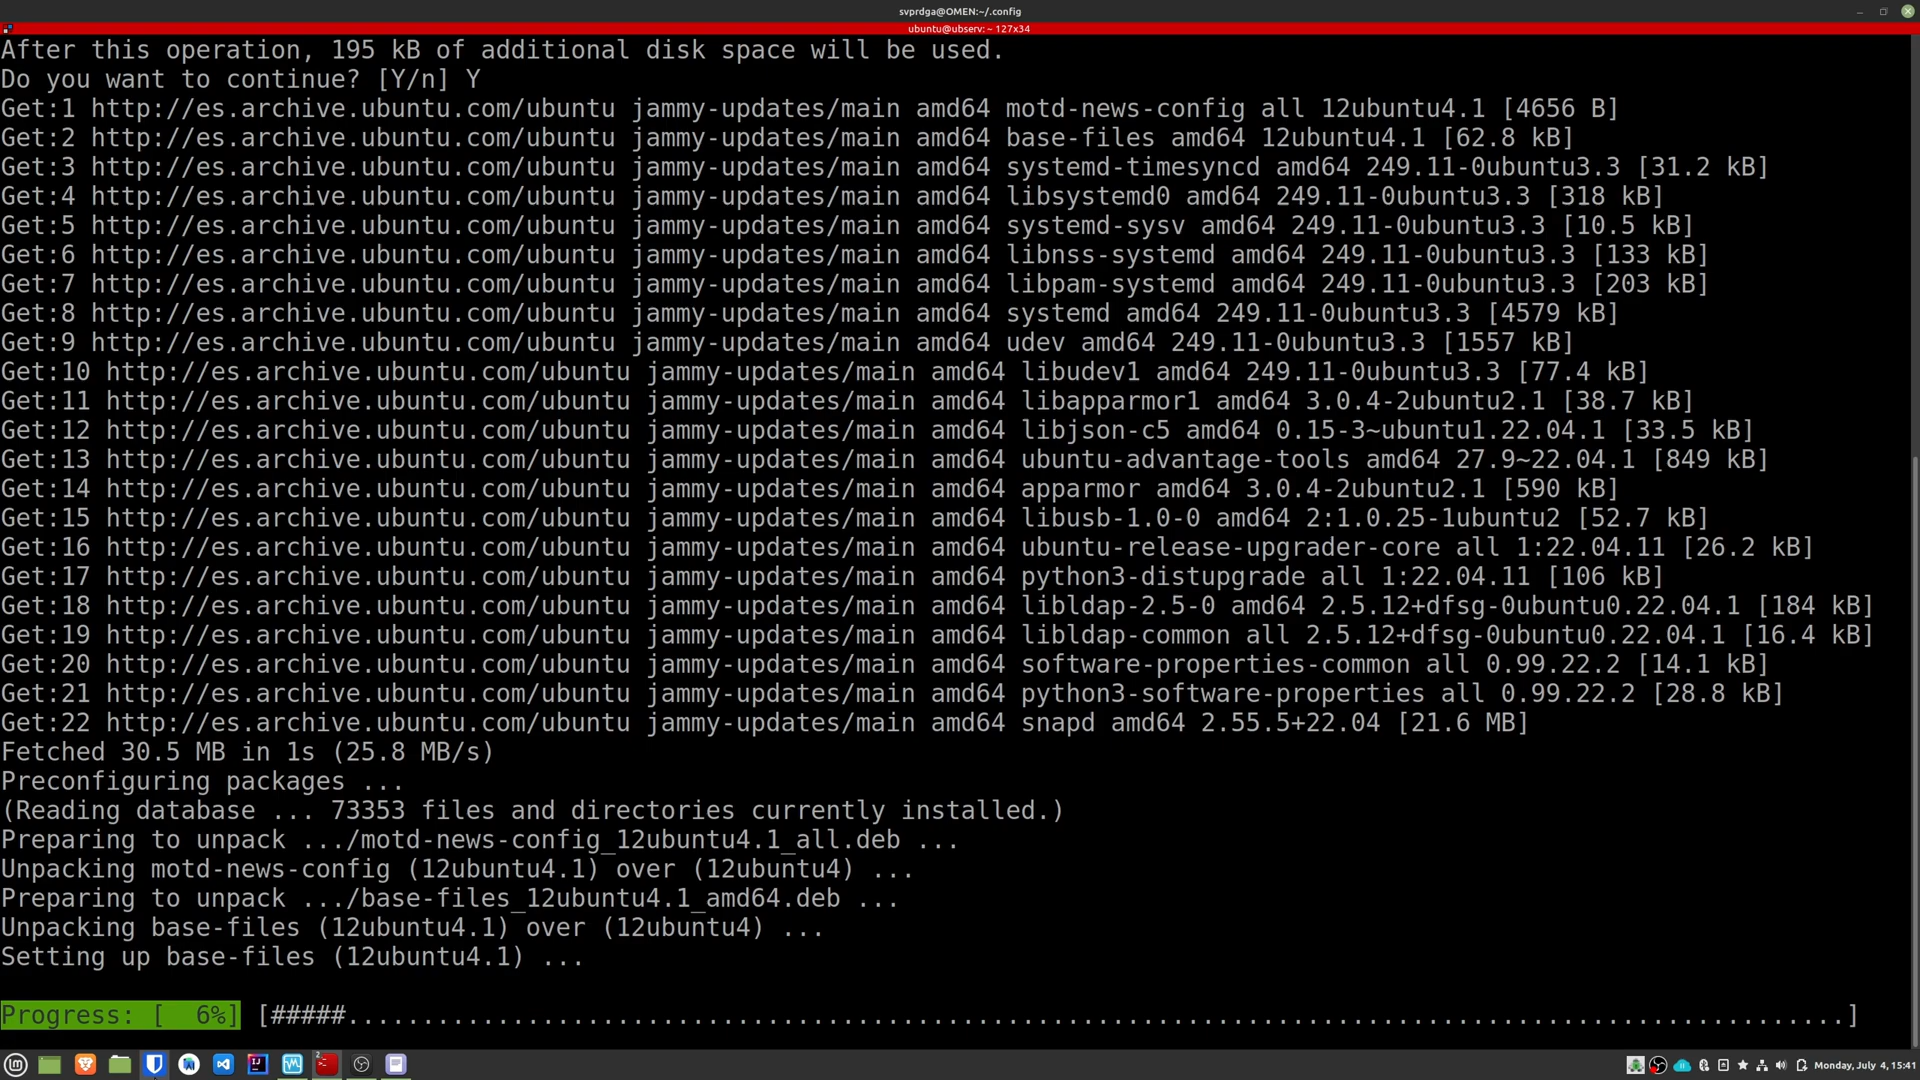 svprdga@OMEN:~/.config
ubuntu@ubserv: ~ 127x34
After this operation, 195 kB of additional disk space will be used.
Do you want to continue? [Y/n] Y
Get:1 http://es.archive.ubuntu.com/ubuntu jammy-updates/main amd64 motd-news-config all 12ubuntu4.1 [4656 B]
Get:2 http://es.archive.ubuntu.com/ubuntu jammy-updates/main amd64 base-files amd64 12ubuntu4.1 [62.8 kB]
Get:3 http://es.archive.ubuntu.com/ubuntu jammy-updates/main amd64 systemd-timesyncd amd64 249.11-0ubuntu3.3 [31.2 kB]
Get:4 http://es.archive.ubuntu.com/ubuntu jammy-updates/main amd64 libsystemd0 amd64 249.11-0ubuntu3.3 [318 kB]
Get:5 http://es.archive.ubuntu.com/ubuntu jammy-updates/main amd64 systemd-sysv amd64 249.11-0ubuntu3.3 [10.5 kB]
Get:6 http://es.archive.ubuntu.com/ubuntu jammy-updates/main amd64 libnss-systemd amd64 249.11-0ubuntu3.3 [133 kB]
Get:7 http://es.archive.ubuntu.com/ubuntu jammy-updates/main amd64 libpam-systemd amd64 249.11-0ubuntu3.3 [203 kB]
Get:8 http://es.archive.ubuntu.com/ubuntu jammy-updates/main amd64 systemd amd64 249.11-0ubuntu3.3 [4579 kB]
Get:9 http://es.archive.ubuntu.com/ubuntu jammy-updates/main amd64 udev amd64 249.11-0ubuntu3.3 [1557 kB]
Get:10 http://es.archive.ubuntu.com/ubuntu jammy-updates/main amd64 libudev1 amd64 249.11-0ubuntu3.3 [77.4 kB]
Get:11 http://es.archive.ubuntu.com/ubuntu jammy-updates/main amd64 libapparmor1 amd64 3.0.4-2ubuntu2.1 [38.7 kB]
Get:12 http://es.archive.ubuntu.com/ubuntu jammy-updates/main amd64 libjson-c5 amd64 0.15-3~ubuntu1.22.04.1 [33.5 kB]
Get:13 http://es.archive.ubuntu.com/ubuntu jammy-updates/main amd64 ubuntu-advantage-tools amd64 27.9~22.04.1 [849 kB]
Get:14 http://es.archive.ubuntu.com/ubuntu jammy-updates/main amd64 apparmor amd64 3.0.4-2ubuntu2.1 [590 kB]
Get:15 http://es.archive.ubuntu.com/ubuntu jammy-updates/main amd64 libusb-1.0-0 amd64 2:1.0.25-1ubuntu2 [52.7 kB]
Get:16 http://es.archive.ubuntu.com/ubuntu jammy-updates/main amd64 ubuntu-release-upgrader-core all 1:22.04.11 [26.2 kB]
Get:17 http://es.archive.ubuntu.com/ubuntu jammy-updates/main amd64 python3-distupgrade all 1:22.04.11 [106 kB]
Get:18 http://es.archive.ubuntu.com/ubuntu jammy-updates/main amd64 libldap-2.5-0 amd64 2.5.12+dfsg-0ubuntu0.22.04.1 [184 kB]
Get:19 http://es.archive.ubuntu.com/ubuntu jammy-updates/main amd64 libldap-common all 2.5.12+dfsg-0ubuntu0.22.04.1 [16.4 kB]
Get:20 http://es.archive.ubuntu.com/ubuntu jammy-updates/main amd64 software-properties-common all 0.99.22.2 [14.1 kB]
Get:21 http://es.archive.ubuntu.com/ubuntu jammy-updates/main amd64 python3-software-properties all 0.99.22.2 [28.8 kB]
Get:22 http://es.archive.ubuntu.com/ubuntu jammy-updates/main amd64 snapd amd64 2.55.5+22.04 [21.6 MB]
Fetched 30.5 MB in 1s (25.8 MB/s)
Preconfiguring packages ...
(Reading database ... 73353 files and directories currently installed.)
Preparing to unpack .../motd-news-config_12ubuntu4.1_all.deb ...
Unpacking motd-news-config (12ubuntu4.1) over (12ubuntu4) ...
Preparing to unpack .../base-files_12ubuntu4.1_amd64.deb ...
Unpacking base-files (12ubuntu4.1) over (12ubuntu4) ...
Setting up base-files (12ubuntu4.1) ...
Progress: [  6%] [#####....................................................................................................]
Monday, July 4, 15:41